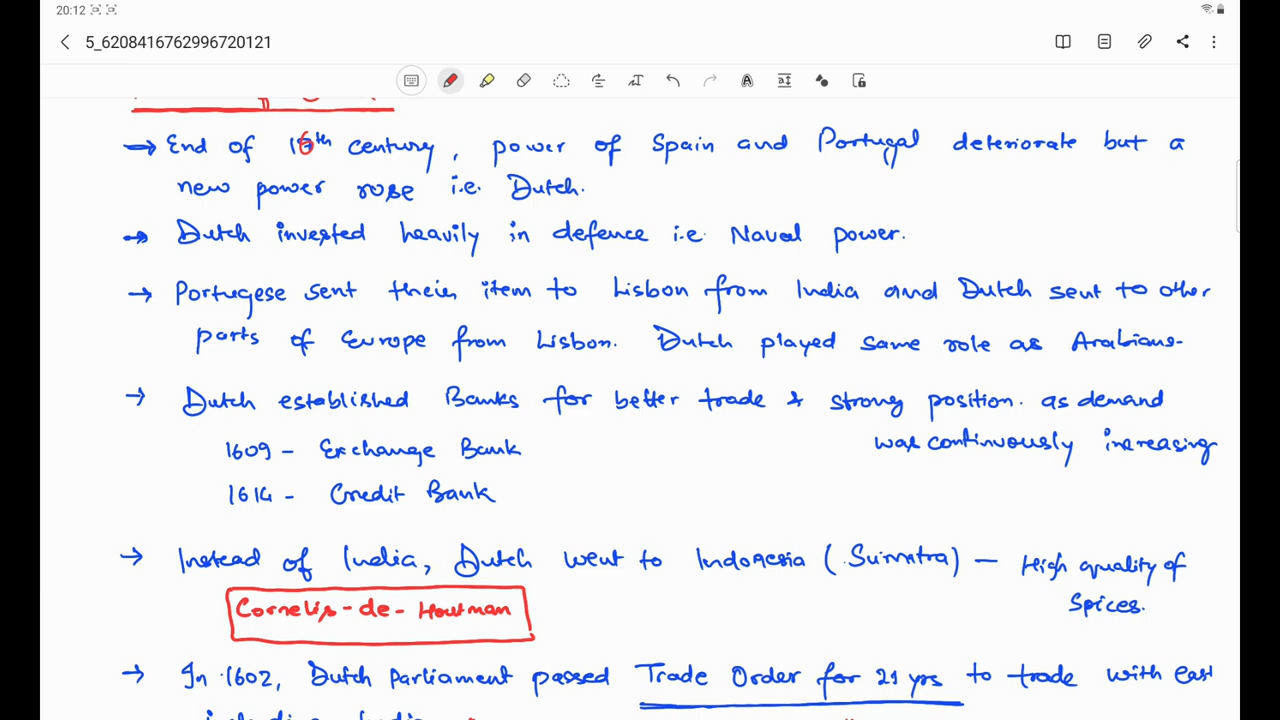 20:12
5_6208416762996720121
→ End of 16th century, power of Spain and Portugal deteriorate but a
new power rose i.e. Dutch.
→ Dutch invested heavily in defence i.e. Naval power.
→ Portugese sent their item to Lisbon from India and Dutch sent to other
parts of Europe from Lisbon. Dutch played same role as Arabians-
→ Dutch established Banks for better trade & strong position. as demand
was continuously increasing
1609 - Exchange Bank
1614 - Credit Bank
→ Instead of India, Dutch went to Indonesia (Sumatra) - High quality of
Spices.
Cornelis-de-Houtman
→ In 1602, Dutch Parliament passed Trade Order for 21 yrs to trade with east